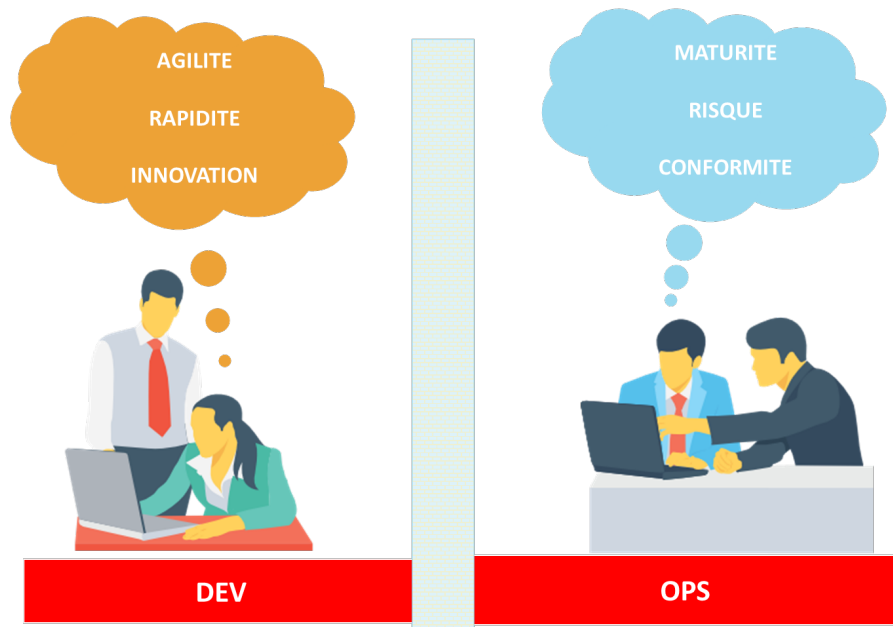 AGILITE
RAPIDITE
INNOVATION
MATURITE
RISQUE
CONFORMITE
DEV
OPS